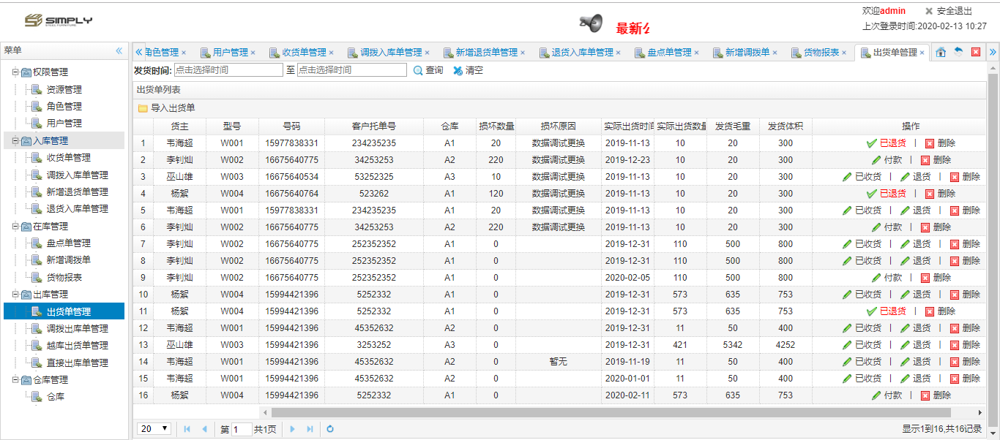 SIMPLY
最新公
欢迎admin 安全退出
上次登录时间:2020-02-13 10:27
菜单
权限管理
资源管理
角色管理
用户管理
入库管理
收货单管理
调拨入库单管理
新增退货单管理
退货入库单管理
在库管理
盘点单管理
新增调拨单
货物报表
出库管理
出货单管理
调拨出库单管理
越库出货单管理
直接出库单管理
仓库管理
仓库
角色管理 × 用户管理 × 收货单管理 × 调拨入库单管理 × 新增退货单管理 × 退货入库单管理 × 盘点单管理 × 新增调拨单 × 货物报表 × 出货单管理 ×
发货时间: 点击选择时间 至 点击选择时间 查询 清空
出货单列表
导入出货单
货主 型号 号码 客户托单号 仓库 损坏数量 损坏原因 实际出货时间 实际出货数量 发货毛重 发货体积 操作
1 韦海超 W001 15977838331 234235235 A1 20 数据调试更换 2019-11-13 10 20 300 已退货 | 删除
2 李钊灿 W002 16675640775 34253253 A2 220 数据调试更换 2019-12-23 10 20 300 付款 | 删除
3 巫山雄 W003 16675640534 53252325 A3 10 数据调试更换 2019-11-13 10 20 300 已收货 | 退货 | 删除
4 杨絮 W004 16675640764 523262 A1 120 数据调试更换 2019-11-13 10 20 300 已退货 | 删除
5 韦海超 W001 15977838331 234235235 A1 20 数据调试更换 2019-11-13 10 20 300 已收货 | 退货 | 删除
6 李钊灿 W002 16675640775 34253253 A2 220 数据调试更换 2019-11-13 10 20 300 付款 | 删除
7 李钊灿 W002 16675640775 252352352 A1 0 2019-12-31 110 500 800 已收货 | 退货 | 删除
8 李钊灿 W002 16675640775 252352352 A1 0 2019-12-31 110 500 800 已收货 | 退货 | 删除
9 李钊灿 W002 16675640775 252352352 A1 0 2020-02-05 110 500 800 付款 | 删除
10 杨絮 W004 15994421396 5252332 A1 0 2019-12-31 573 635 753 已收货 | 退货 | 删除
11 杨絮 W004 15994421396 5252332 A1 0 2019-12-31 573 635 753 已退货 | 删除
12 韦海超 W001 15994421396 45352632 A2 0 2019-12-31 11 50 400 已收货 | 退货 | 删除
13 巫山雄 W003 15994421396 3253252 A3 0 2019-12-31 421 5342 4252 已收货 | 退货 | 删除
14 韦海超 W001 15994421396 45352632 A2 0 暂无 2019-11-19 11 50 400 已收货 | 退货 | 删除
15 韦海超 W001 15994421396 45352632 A2 0 2020-01-01 11 50 400 已收货 | 退货 | 删除
16 杨絮 W004 15994421396 5252332 A1 0 2020-02-11 573 635 753 付款 | 删除
20 第 1 共1页 显示1到16,共16记录